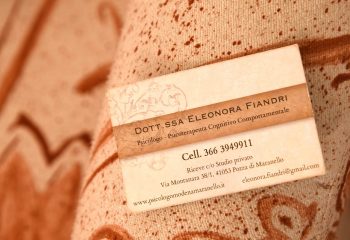 Dott.ssa Eleonora Fiandri
Psicologo - Psicoterapeuta Cognitivo Comportamentale
Cell. 366 3949911
Riceve c/o Studio privato
Via Montanara 38/1, 41053 Pozza di Maranello
www.psicologomodenamaranello.it eleonora.fiandri@gmail.com